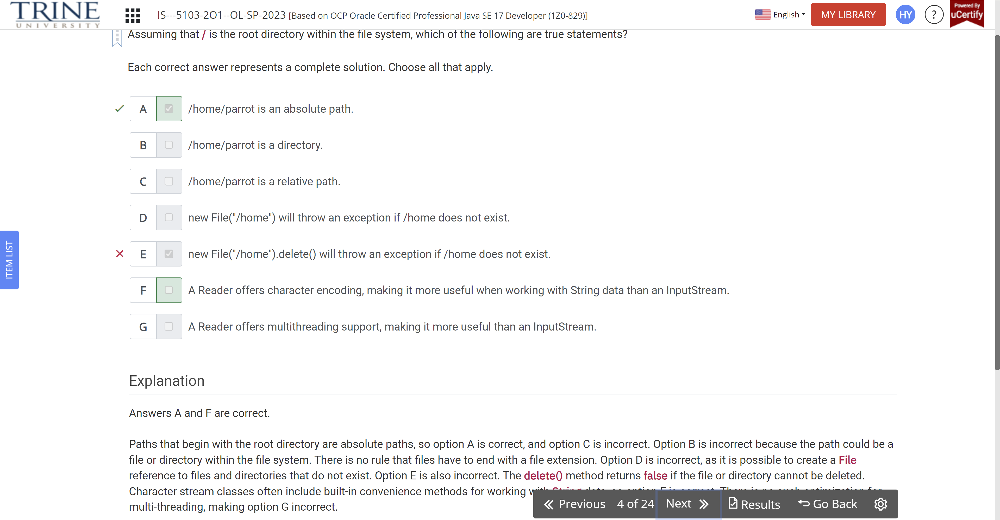 TRINE
UNIVERSITY
IS---5103-2O1--OL-SP-2023 [Based on OCP Oracle Certified Professional Java SE 17 Developer (1Z0-829)]
English
MY LIBRARY
HY
?
Powered By
uCertify
Assuming that / is the root directory within the file system, which of the following are true statements?
Each correct answer represents a complete solution. Choose all that apply.
A /home/parrot is an absolute path.
B /home/parrot is a directory.
C /home/parrot is a relative path.
D new File("/home") will throw an exception if /home does not exist.
E new File("/home").delete() will throw an exception if /home does not exist.
F A Reader offers character encoding, making it more useful when working with String data than an InputStream.
G A Reader offers multithreading support, making it more useful than an InputStream.
ITEM LIST
Explanation
Answers A and F are correct.
Paths that begin with the root directory are absolute paths, so option A is correct, and option C is incorrect. Option B is incorrect because the path could be a
file or directory within the file system. There is no rule that files have to end with a file extension. Option D is incorrect, as it is possible to create a File
reference to files and directories that do not exist. Option E is also incorrect. The delete() method returns false if the file or directory cannot be deleted.
Character stream classes often include built-in convenience methods for working
multi-threading, making option G incorrect.
Previous 4 of 24 Next Results Go Back